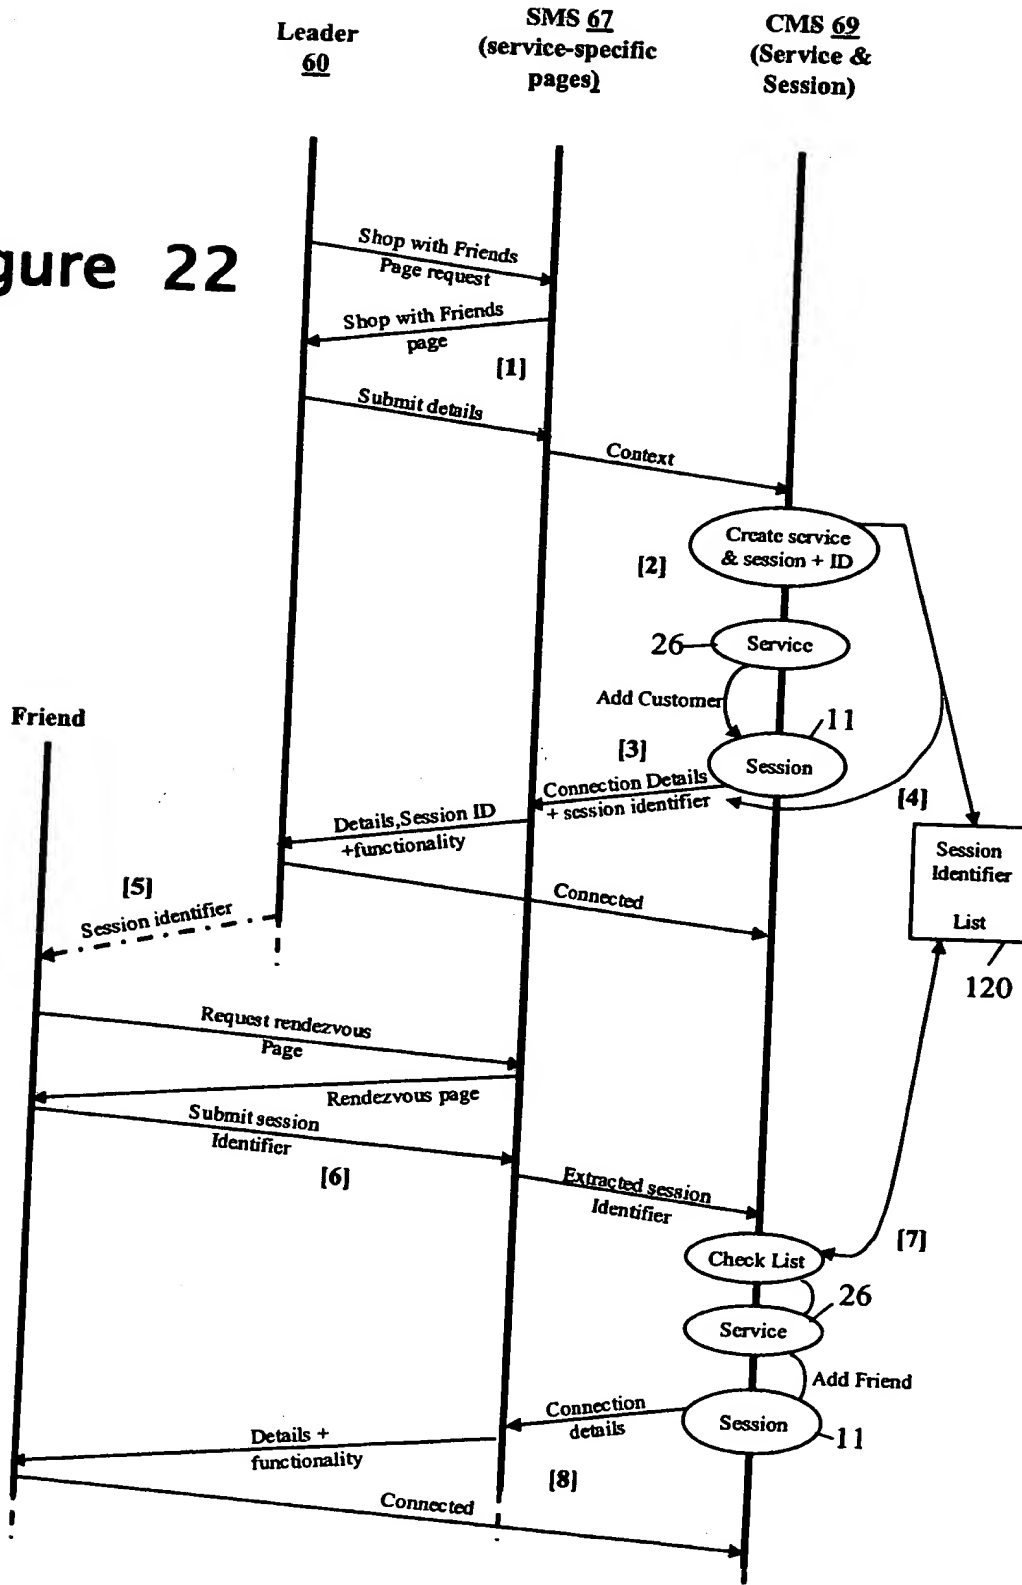 Leader
60
SMS 67
(service-specific
pages)
CMS 69
(Service &
Session)
gure 22
Shop with Friends
Page request
Shop with Friends
page
[1]
Submit details
Context
Create service
& session + ID
[2]
26
Service
Add Customer
11
[3]
Session
Friend
Connection Details
+ session identifier
[4]
Details,Session ID
+functionality
Session
Identifier
List
120
[5]
Session identifier
Connected
Request rendezvous
Page
Rendezvous page
Submit session
Identifier
[6]
Extracted session
Identifier
[7]
Check List
26
Service
Add Friend
Connection
details
Session
11
Details +
functionality
[8]
Connected